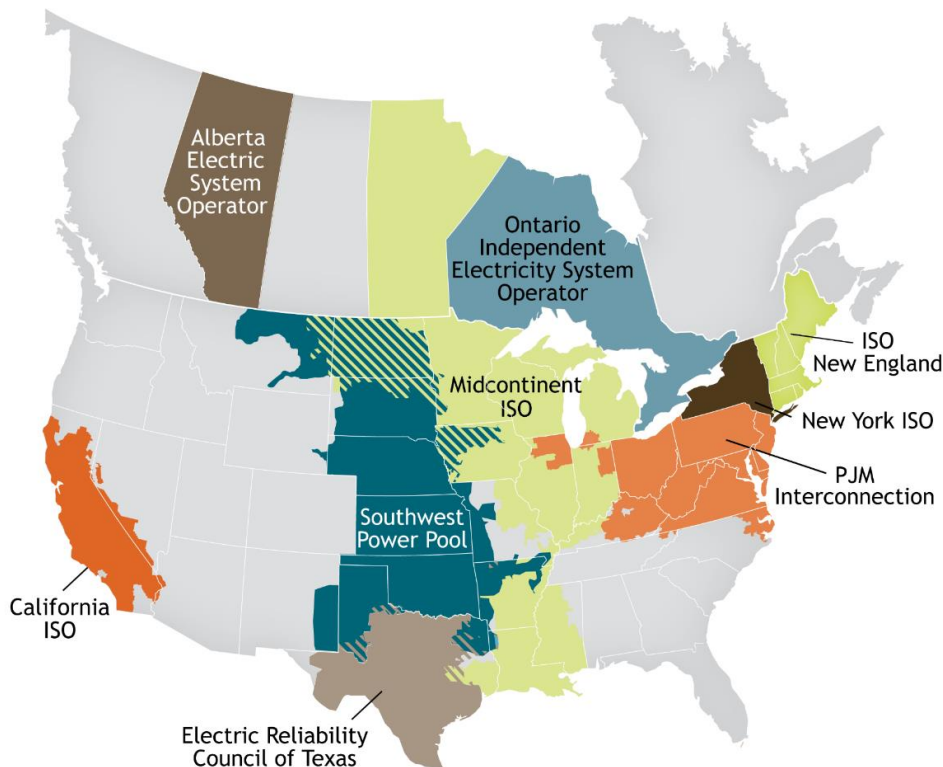 Alberta
Electric
System
Operator
Ontario
Independent
Electricity System
Operator
ISO
New England
Midcontinent
ISO
New York ISO
PJM
Interconnection
Southwest
Power Pool
California
ISO
Electric Reliability
Council of Texas